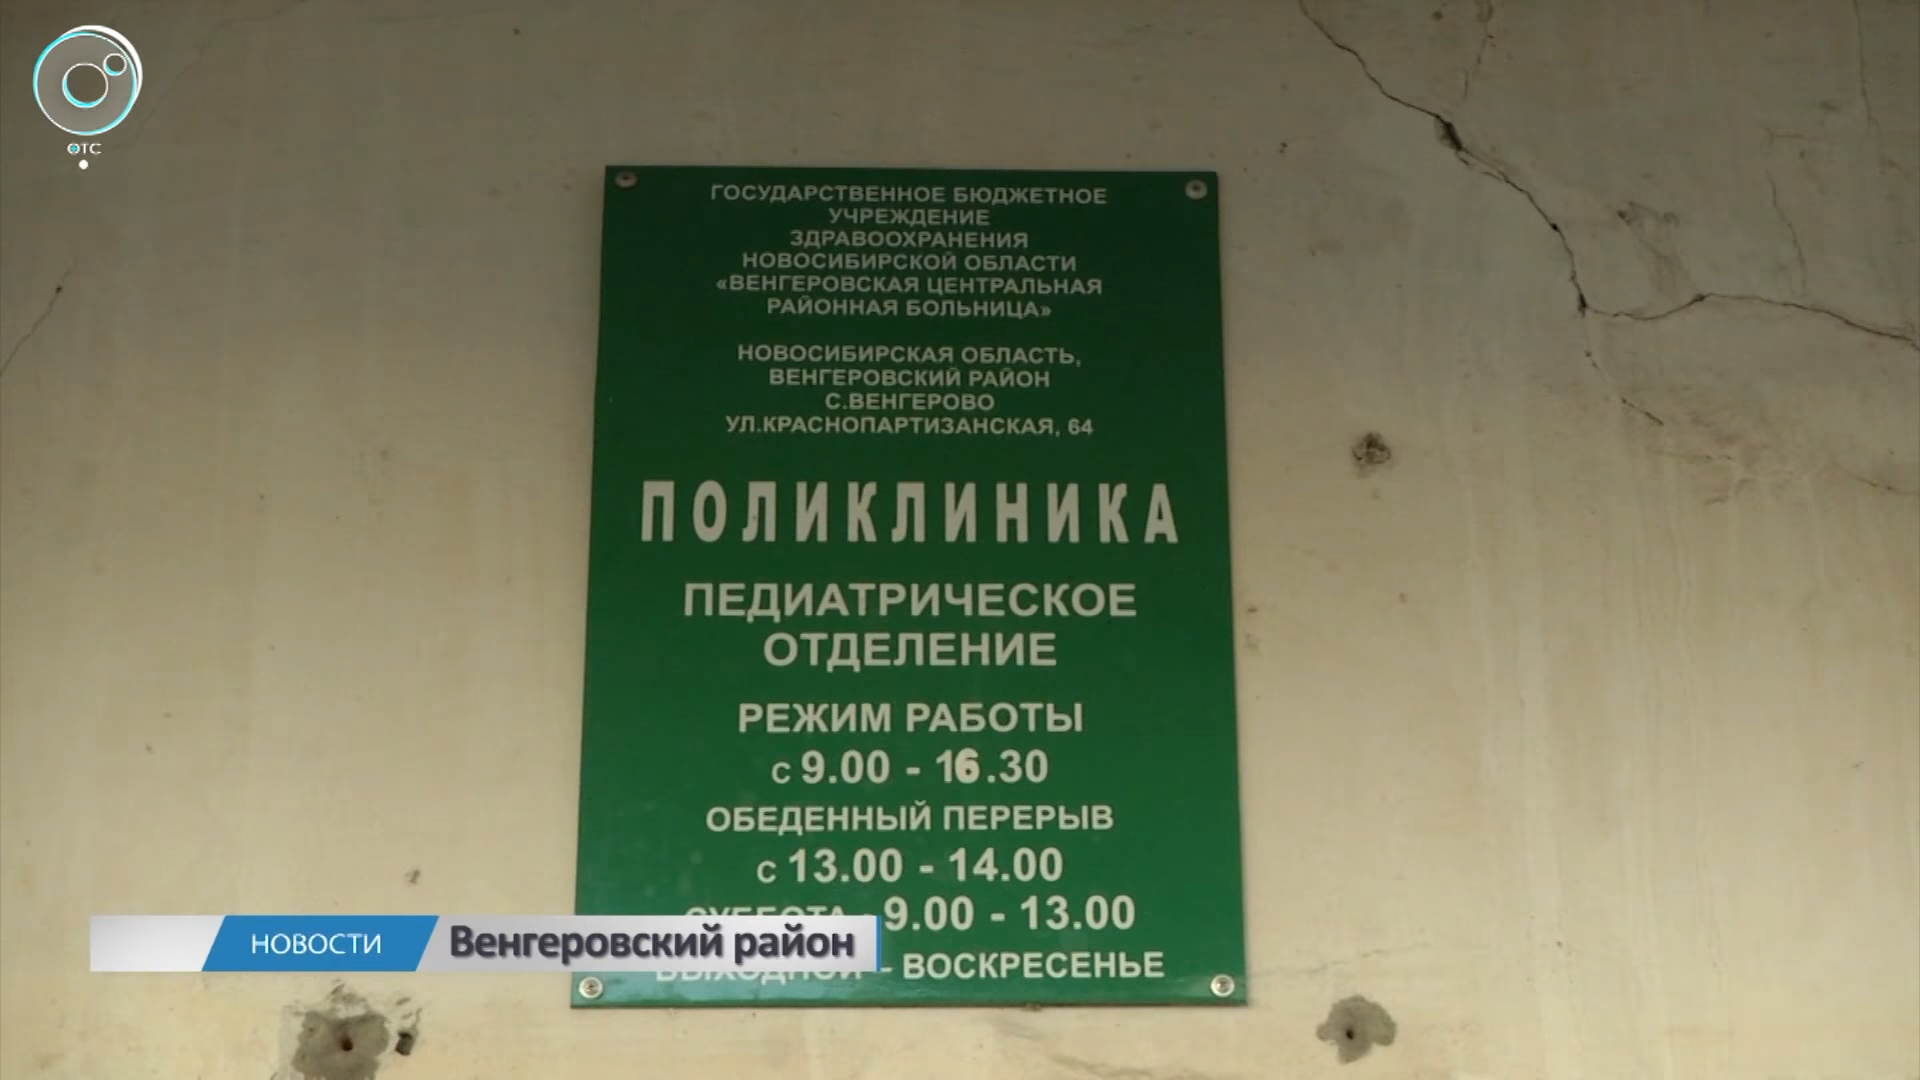 ОТС
ГОСУДАРСТВЕННОЕ БЮДЖЕТНОЕ
УЧРЕЖДЕНИЕ
ЗДРАВООХРАНЕНИЯ
НОВОСИБИРСКОЙ ОБЛАСТИ
«ВЕНГЕРОВСКАЯ ЦЕНТРАЛЬНАЯ
РАЙОННАЯ БОЛЬНИЦА»
НОВОСИБИРСКАЯ ОБЛАСТЬ,
ВЕНГЕРОВСКИЙ РАЙОН
С.ВЕНГЕРОВО
УЛ.КРАСНОПАРТИЗАНСКАЯ, 64
ПОЛИКЛИНИКА
ПЕДИАТРИЧЕСКОЕ
ОТДЕЛЕНИЕ
РЕЖИМ РАБОТЫ
С 9.00 - 16.30
ОБЕДЕННЫЙ ПЕРЕРЫВ
С 13.00 - 14.00
СУББОТА - 9.00 - 13.00
ВЫХОДНОЙ - ВОСКРЕСЕНЬЕ
НОВОСТИ
Венгеровский район